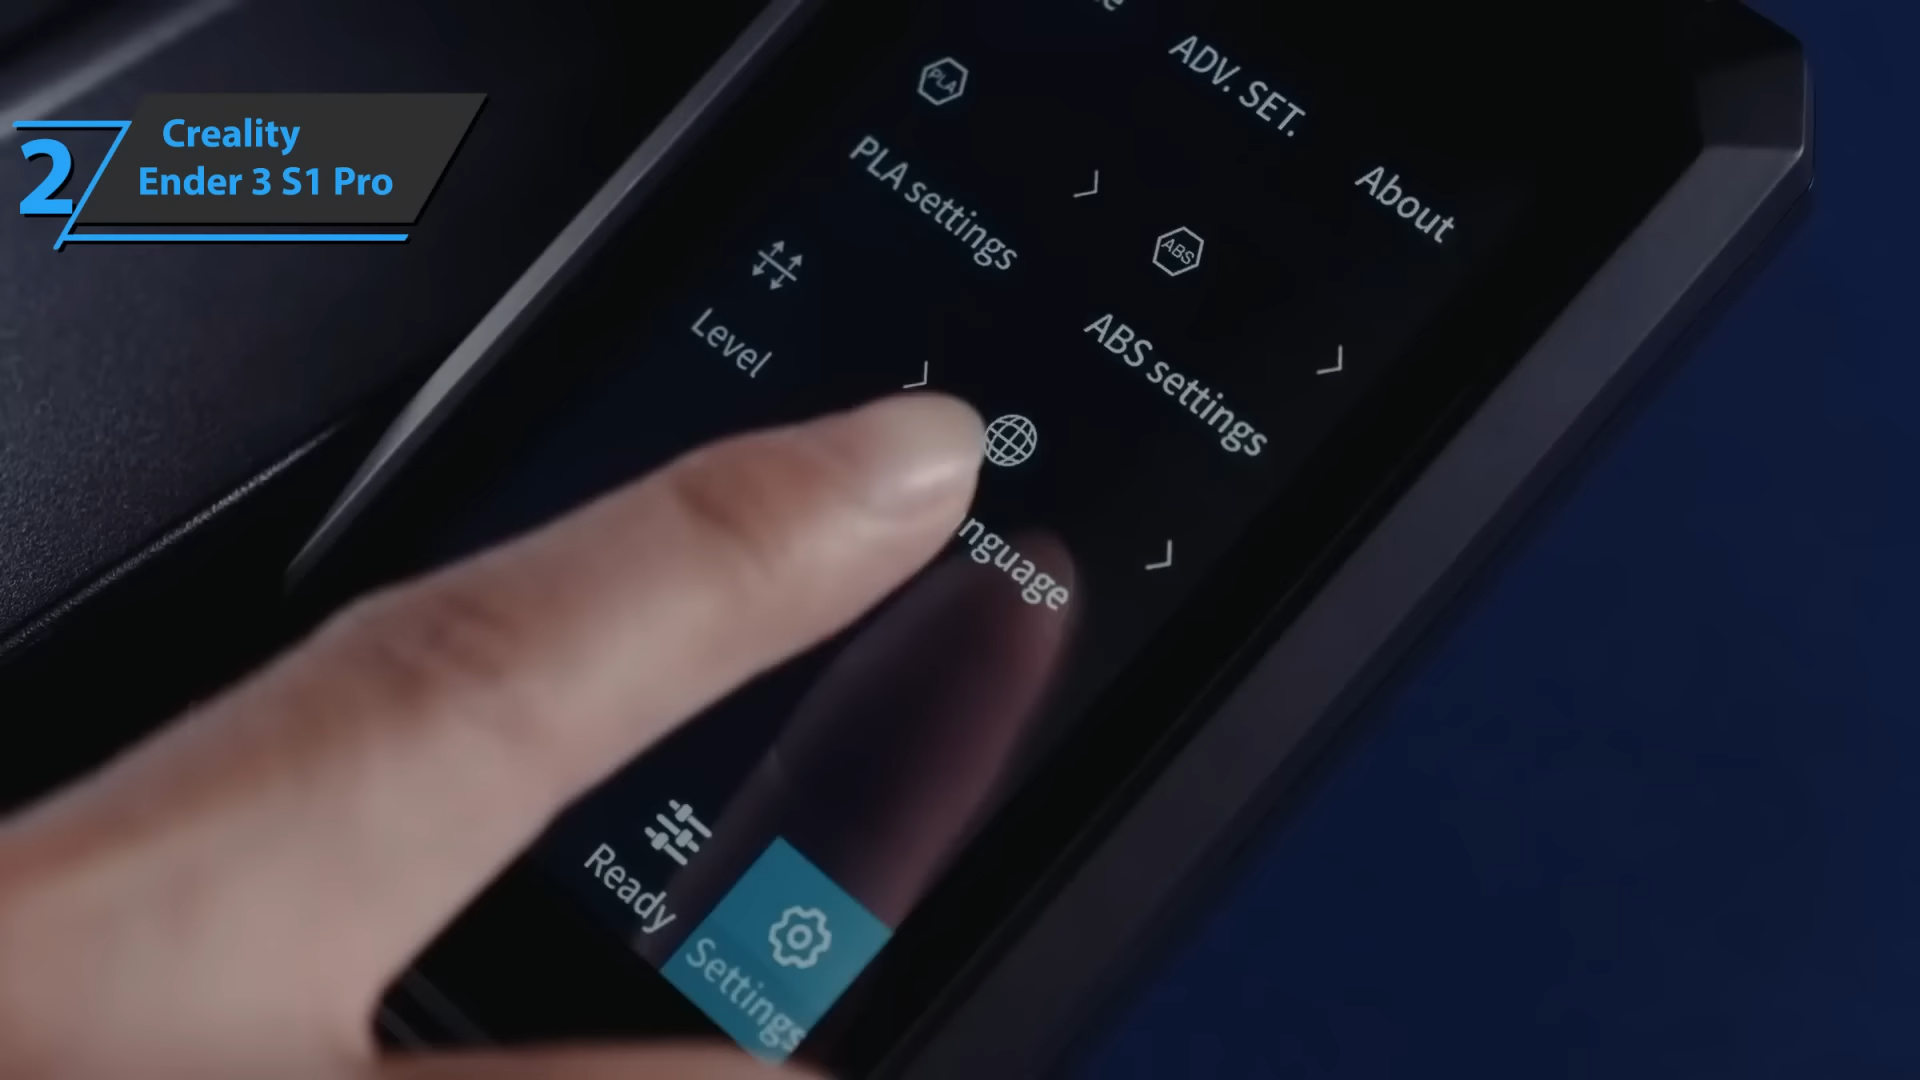 2
Creality
Ender 3 S1 Pro
ADV. SET.
About
PLA
PLA settings
ABS
ABS settings
Level
nguage
Ready
Settings